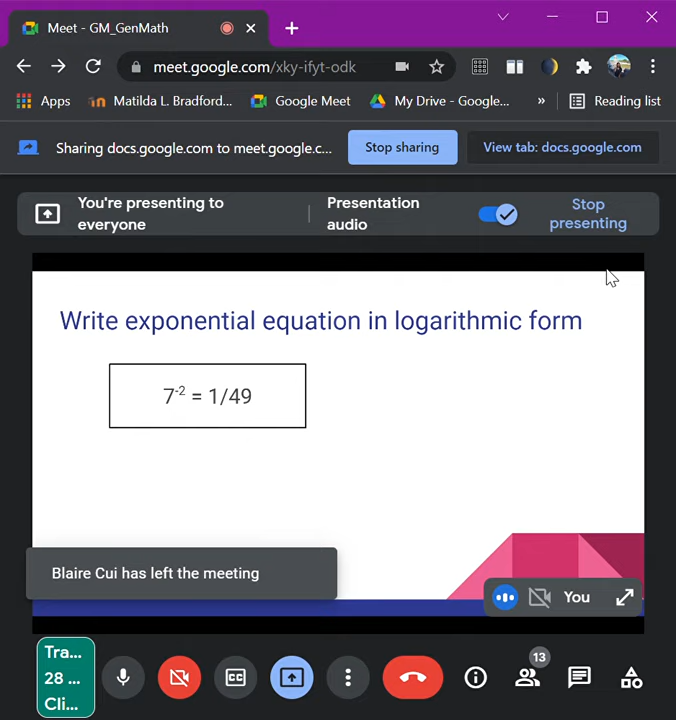 Meet - GM_GenMath
meet.google.com/xky-ifyt-odk
Apps
Matilda L. Bradford...
Google Meet
My Drive - Google...
»
Reading list
Sharing docs.google.com to meet.google.c...
Stop sharing
View tab: docs.google.com
You're presenting to
everyone
Presentation
audio
Stop
presenting
Write exponential equation in logarithmic form
7⁻² = 1/49
Blaire Cui has left the meeting
You
Tra...
28 ...
Cli...
CC
13